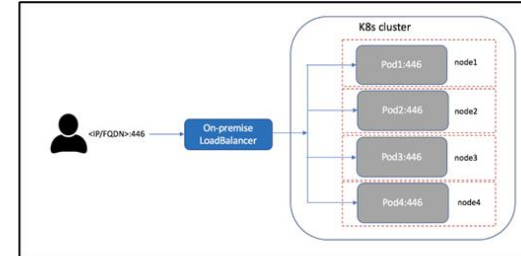 K8s cluster
Pod1:446
node1
Pod2:446
node2
<IP/FQDN>:446
On-premise
LoadBalancer
Pod3:446
node3
Pod4:446
node4